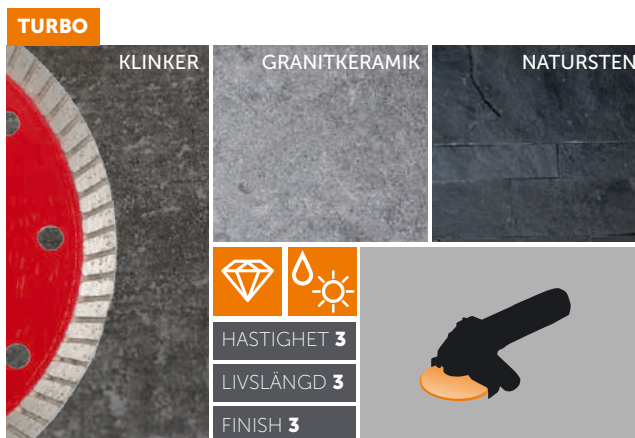 TURBO
KLINKER
GRANITKERAMIK
NATURSTEN
HASTIGHET 3
LIVSLÄNGD 3
FINISH 3